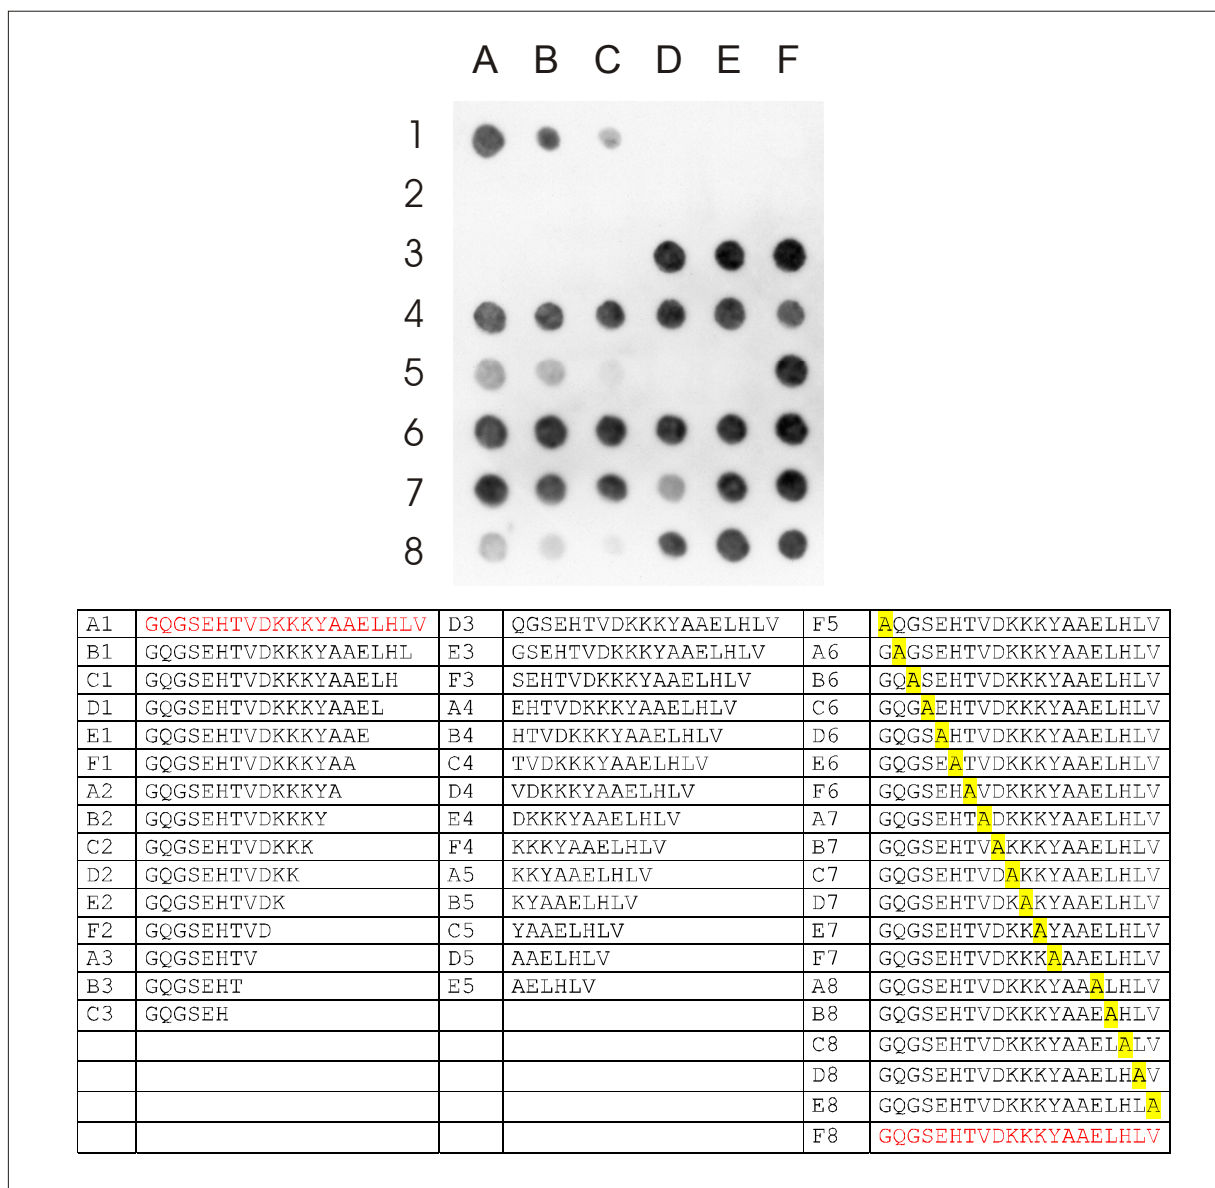 A B C D E F
1
2
3
4
5
6
7
8
A1 GQGSEHTVDKKKYAAELHLV D3 QGSEHTVDKKKYAAELHLV F5 AQGSEHTVDKKKYAAELHLV
B1 GQGSEHTVDKKKYAAELHL E3 GSEHTVDKKKYAAELHLV A6 GAGSEHTVDKKKYAAELHLV
C1 GQGSEHTVDKKKYAAELH F3 SEHTVDKKKYAAELHLV B6 GQASEHTVDKKKYAAELHLV
D1 GQGSEHTVDKKKYAAEL A4 EHTVDKKKYAAELHLV C6 GQGAEHTVDKKKYAAELHLV
E1 GQGSEHTVDKKKYAAE B4 HTVDKKKYAAELHLV D6 GQGSAHTVDKKKYAAELHLV
F1 GQGSEHTVDKKKYAA C4 TVDKKKYAAELHLV E6 GQGSEATVDKKKYAAELHLV
A2 GQGSEHTVDKKKYA D4 VDKKKYAAELHLV F6 GQGSEHAVDKKKYAAELHLV
B2 GQGSEHTVDKKKY E4 DKKKYAAELHLV A7 GQGSEHTADKKKYAAELHLV
C2 GQGSEHTVDKKK F4 KKKYAAELHLV B7 GQGSEHTVAKKKYAAELHLV
D2 GQGSEHTVDKK A5 KKYAAELHLV C7 GQGSEHTVDAKKYAAELHLV
E2 GQGSEHTVDK B5 KYAAELHLV D7 GQGSEHTVDKAKYAAELHLV
F2 GQGSEHTVD C5 YAAELHLV E7 GQGSEHTVDKKAYAAELHLV
A3 GQGSEHTV D5 AAELHLV F7 GQGSEHTVDKKKAAAELHLV
B3 GQGSEHT E5 AELHLV A8 GQGSEHTVDKKKYAAALHLV
C3 GQGSEH B8 GQGSEHTVDKKKYAAEAHLV
C8 GQGSEHTVDKKKYAAELALV
D8 GQGSEHTVDKKKYAAELHAV
E8 GQGSEHTVDKKKYAAELHLA
F8 GQGSEHTVDKKKYAAELHLV